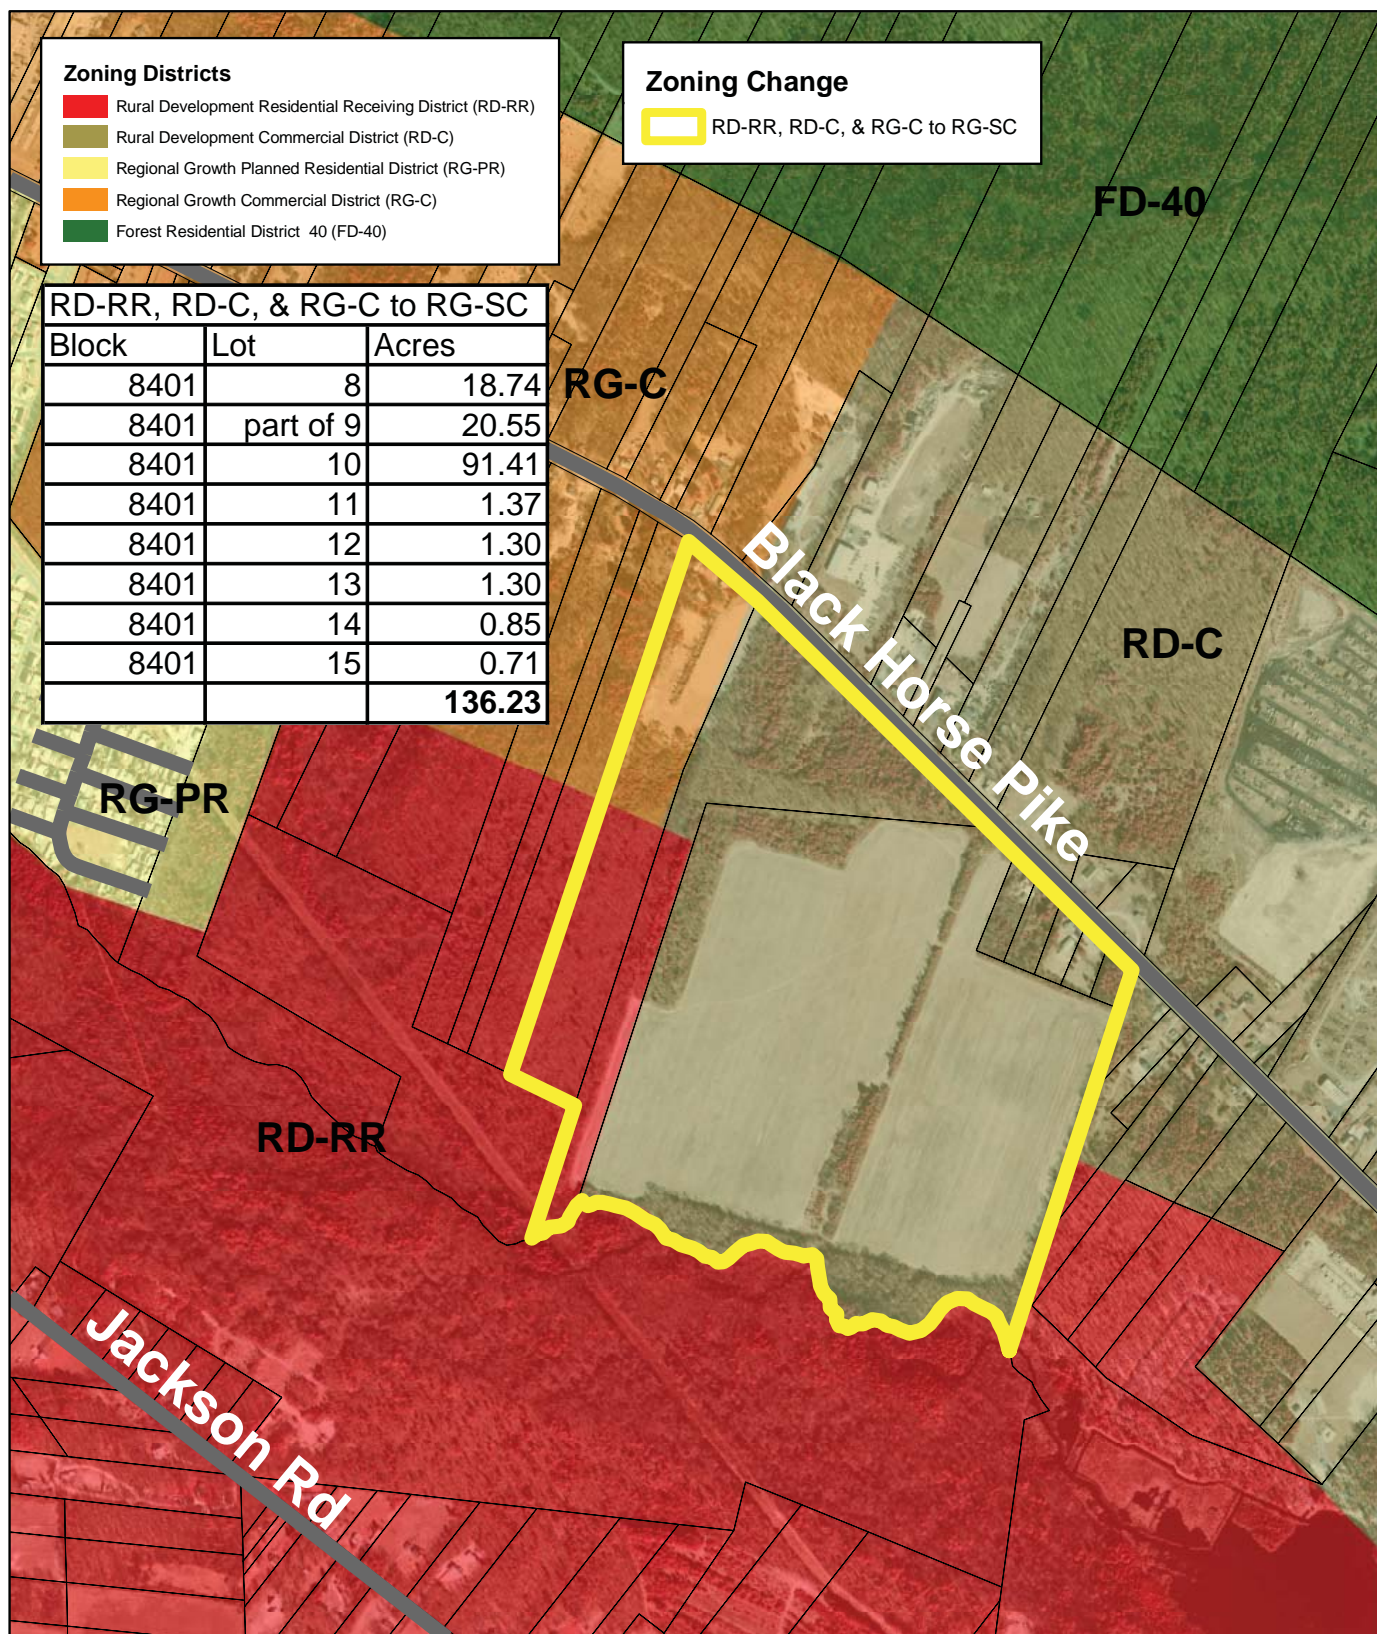 Zoning Districts
Rural Development Residential Receiving District (RD-RR)
Rural Development Commercial District (RD-C)
Regional Growth Planned Residential District (RG-PR)
Regional Growth Commercial District (RG-C)
Forest Residential District 40 (FD-40)
Zoning Change
RD-RR, RD-C, & RG-C to RG-SC
FD-40
RD-RR, RD-C, & RG-C to RG-SC
Block Lot Acres
8401 8 18.74
8401 part of 9 20.55
8401 10 91.41
8401 11 1.37
8401 12 1.30
8401 13 1.30
8401 14 0.85
8401 15 0.71
136.23
RG-C
Black Horse Pike
RD-C
RG-PR
RD-RR
Jackson Rd